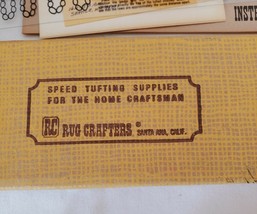 INST
SPEED TUFTING SUPPLIES
FOR THE HOME CRAFTSMAN
RC RUG CRAFTERS ® SANTA ANA, CALIF.